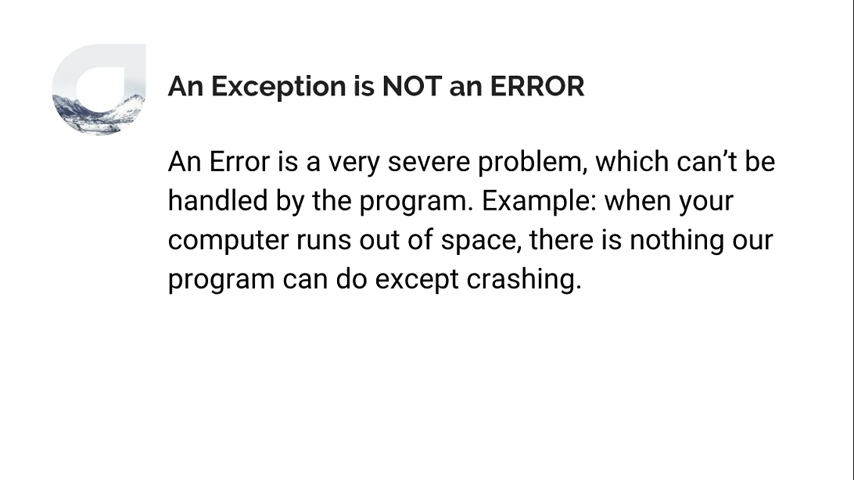 An Exception is NOT an ERROR
An Error is a very severe problem, which can’t be
handled by the program. Example: when your
computer runs out of space, there is nothing our
program can do except crashing.